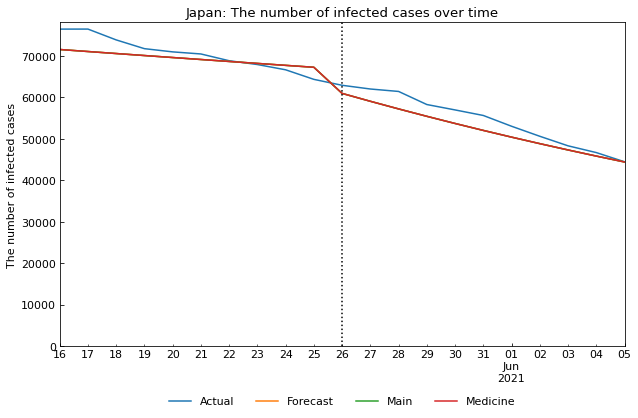 Japan: The number of infected cases over time
The number of infected cases
70000
60000
50000
40000
30000
20000
10000
0
16 17 18 19 20 21 22 23 24 25 26 27 28 29 30 31 01 02 03 04 05
Jun
2021
Actual Forecast Main Medicine